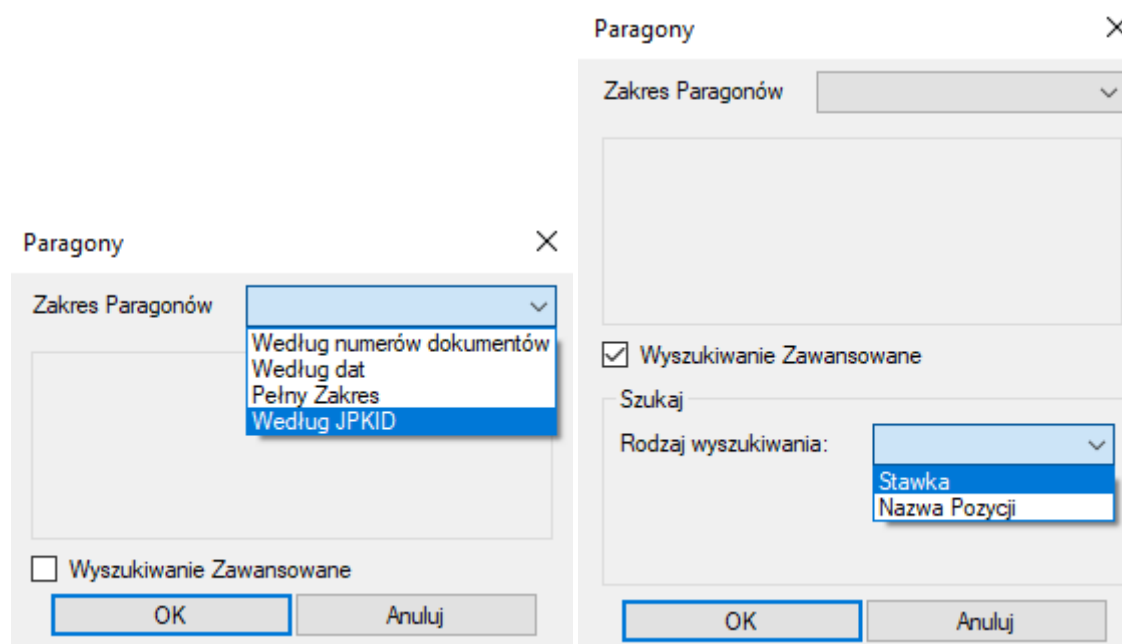 Paragony
Zakres Paragonów
Według numerów dokumentów
Według dat
Pełny Zakres
Według JPKID
Wyszukiwanie Zawansowane
OK
Anuluj
Paragony
Zakres Paragonów
Wyszukiwanie Zawansowane
Szukaj
Rodzaj wyszukiwania:
Stawka
Nazwa Pozycji
OK
Anuluj